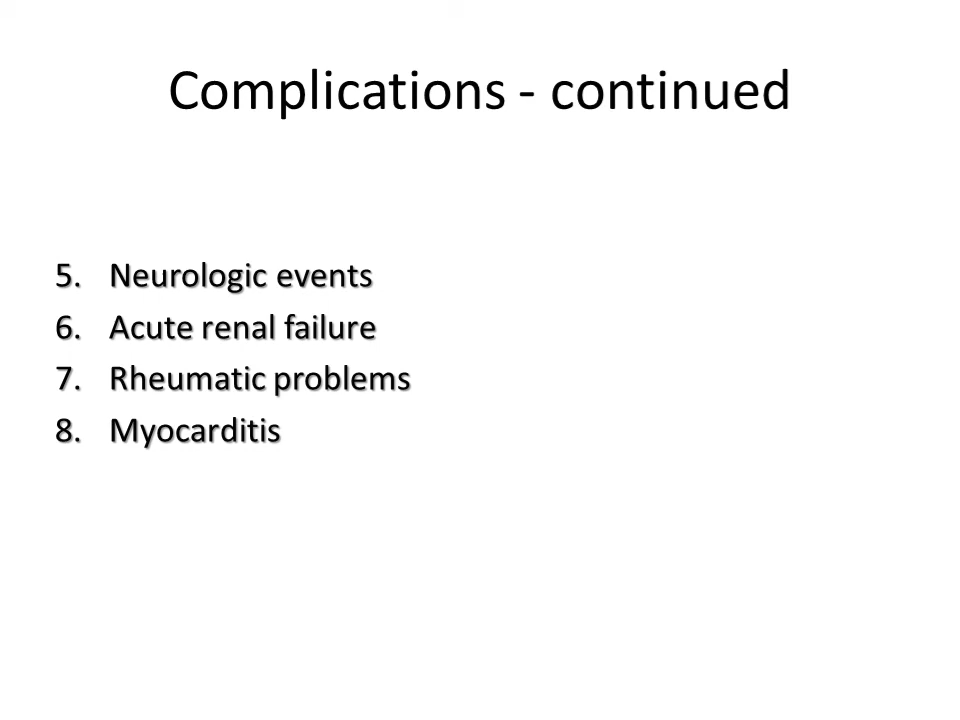 Complications - continued
5. Neurologic events
6. Acute renal failure
7. Rheumatic problems
8. Myocarditis